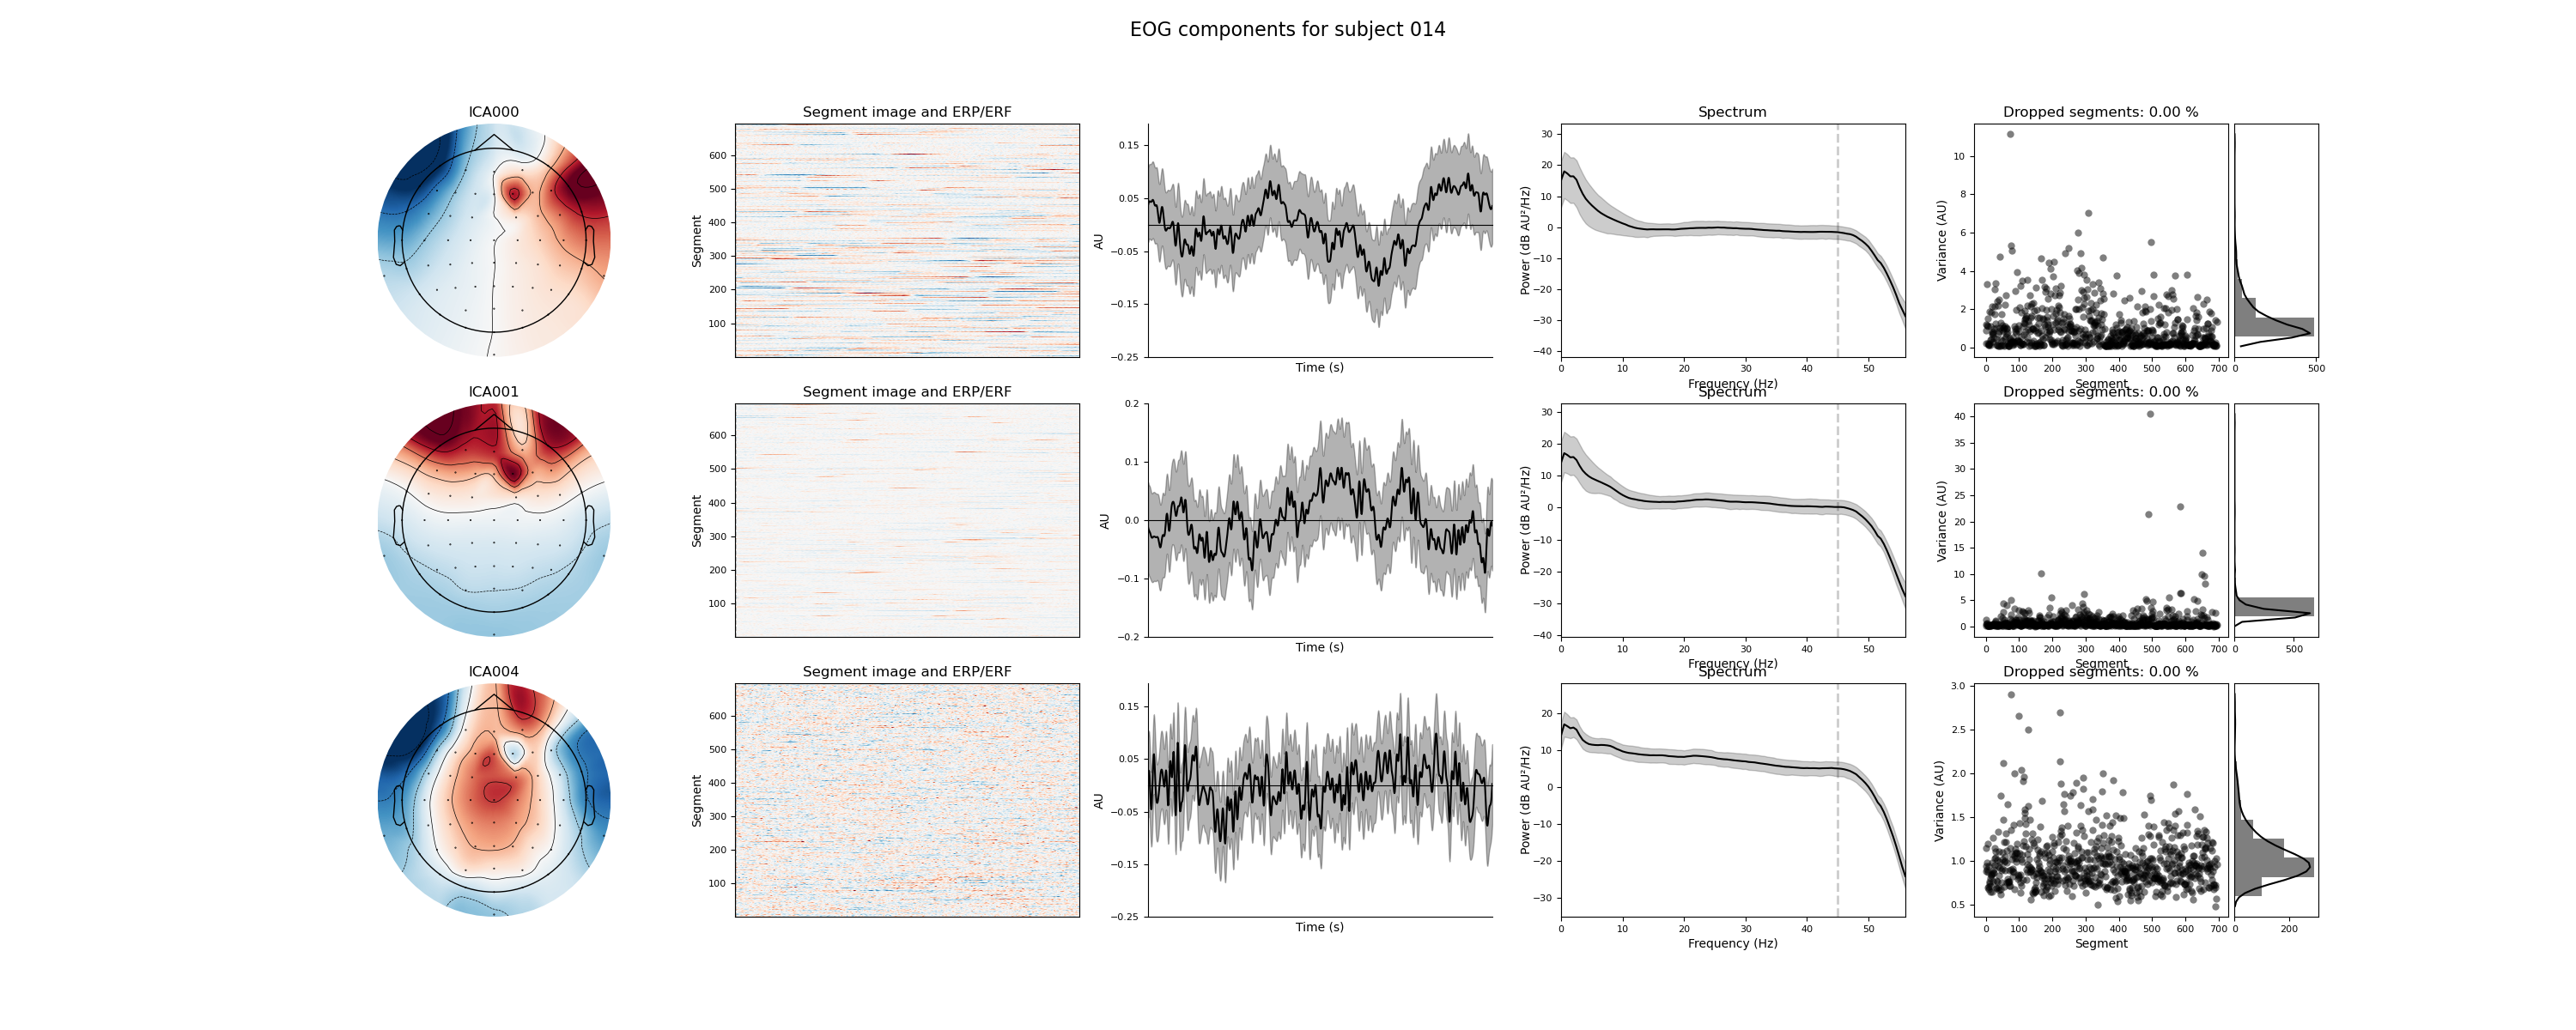 EOG components for subject 014
ICA000
Segment image and ERP/ERF
Spectrum
Dropped segments: 0.00 %
Segment
600
500
400
300
200
100
AU
0.15
0.05
−0.05
−0.15
−0.25
Time (s)
Power (dB AU²/Hz)
30
20
10
0
−10
−20
−30
−40
0 10 20 30 40 50
Frequency (Hz)
Variance (AU)
10
8
6
4
2
0
0 100 200 300 400 500 600 700
Segment
0 500
ICA001
Segment image and ERP/ERF
Spectrum
Dropped segments: 0.00 %
Segment
600
500
400
300
200
100
AU
0.2
0.1
0.0
−0.1
−0.2
Time (s)
Power (dB AU²/Hz)
30
20
10
0
−10
−20
−30
−40
0 10 20 30 40 50
Frequency (Hz)
Variance (AU)
40
35
30
25
20
15
10
5
0
0 100 200 300 400 500 600 700
Segment
0 500
ICA004
Segment image and ERP/ERF
Spectrum
Dropped segments: 0.00 %
Segment
600
500
400
300
200
100
AU
0.15
0.05
−0.05
−0.15
−0.25
Time (s)
Power (dB AU²/Hz)
20
10
0
−10
−20
−30
0 10 20 30 40 50
Frequency (Hz)
Variance (AU)
3.0
2.5
2.0
1.5
1.0
0.5
0 100 200 300 400 500 600 700
Segment
0 200